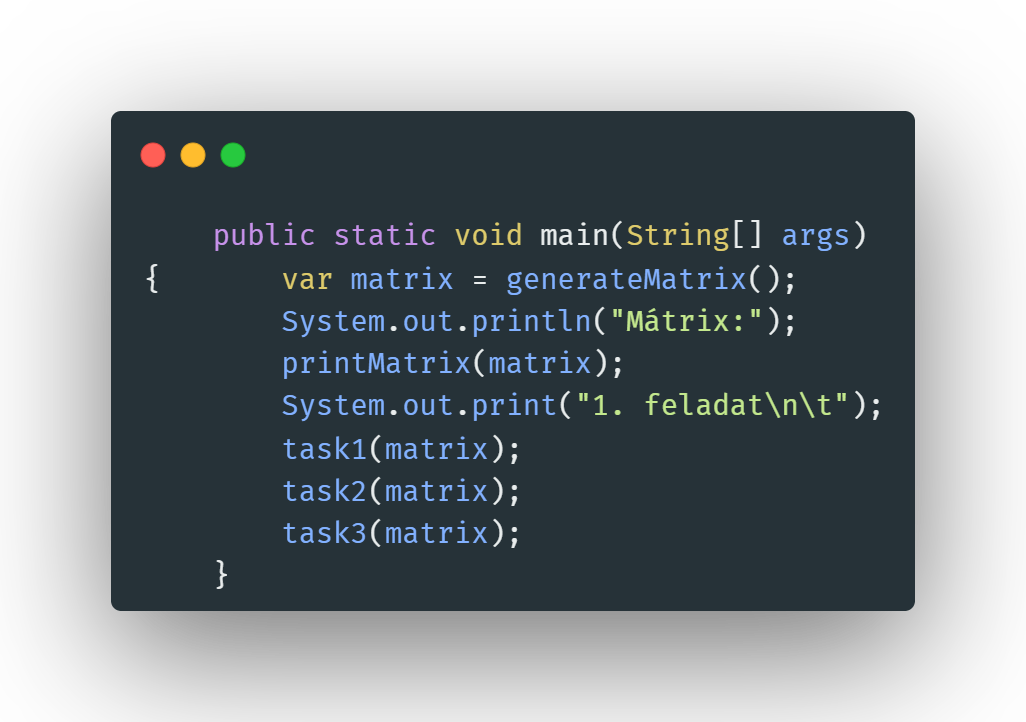 public static void main(String[] args)
{       var matrix = generateMatrix();
        System.out.println("Mátrix:");
        printMatrix(matrix);
        System.out.print("1. feladat\n\t");
        task1(matrix);
        task2(matrix);
        task3(matrix);
    }